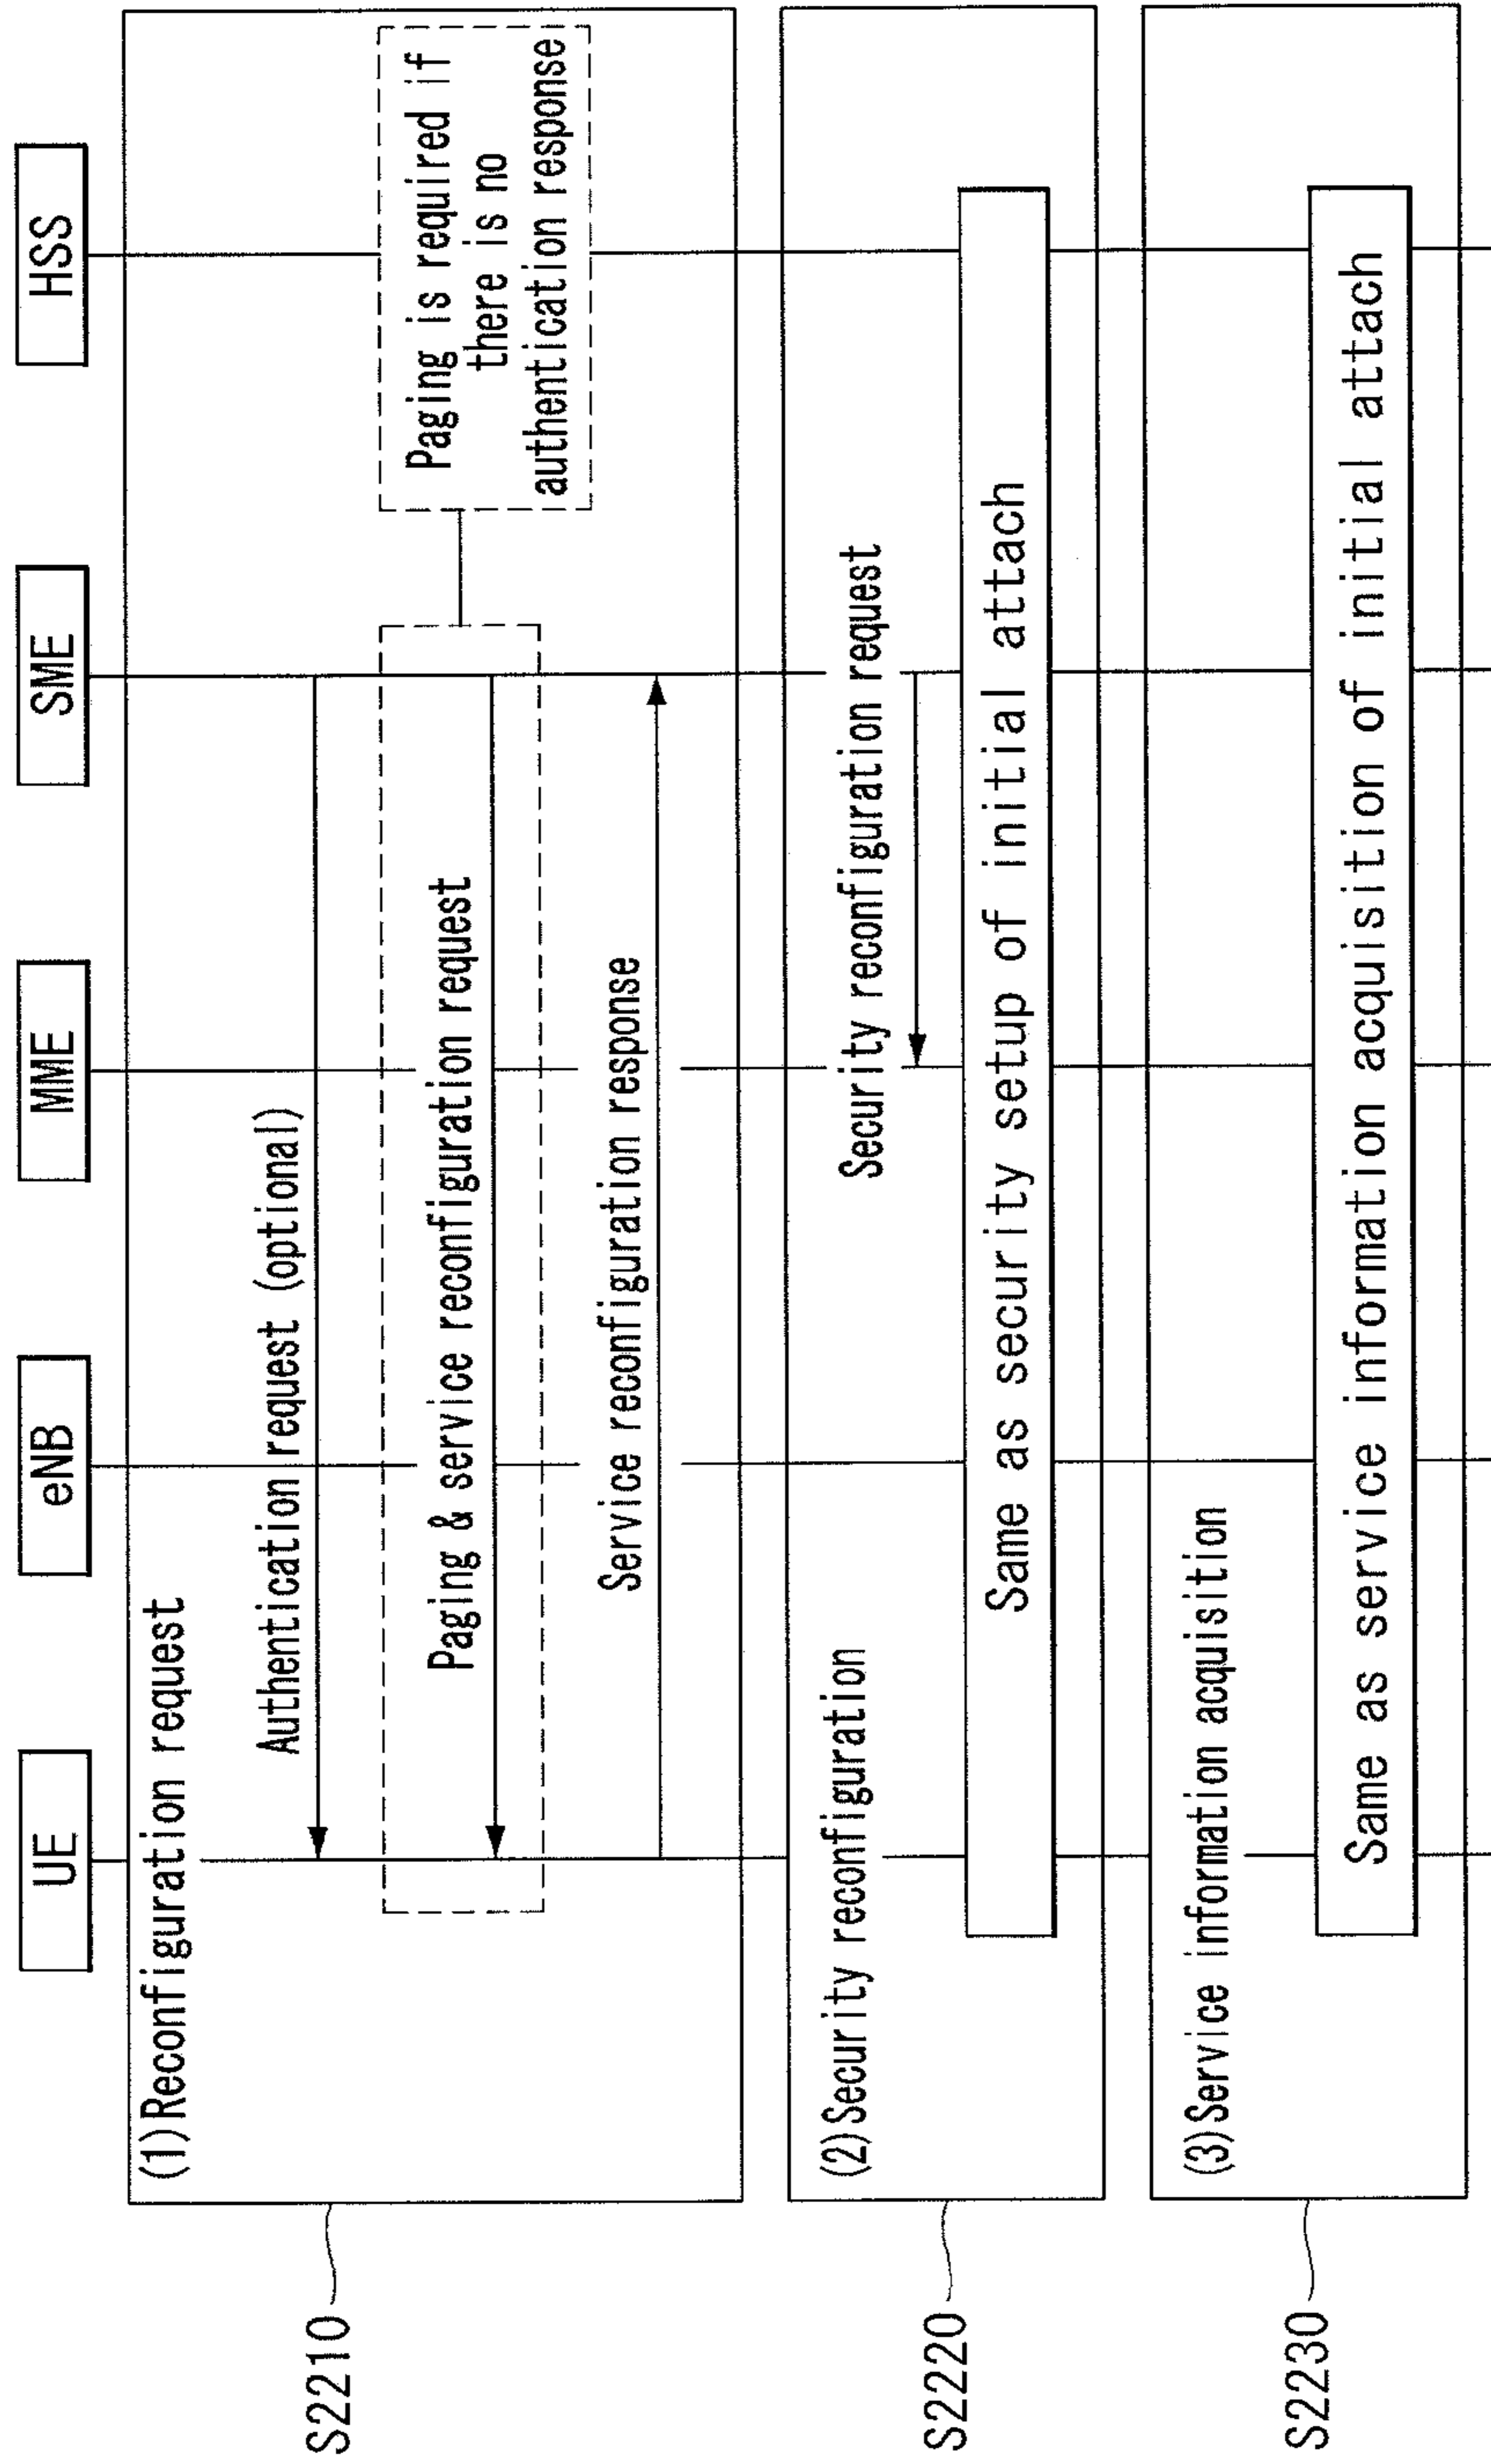 UE
eNB
MME
SME
HSS
S2210
(1)Reconfiguration request
Authentication request (optional)
Paging & service reconfiguration request
Paging is required if
there is no
authentication response
Service reconfiguration response
S2220
(2)Security reconfiguration
Security reconfiguration request
Same as security setup of initial attach
S2230
(3)Service information acquisition
Same as service information acquisition of initial attach